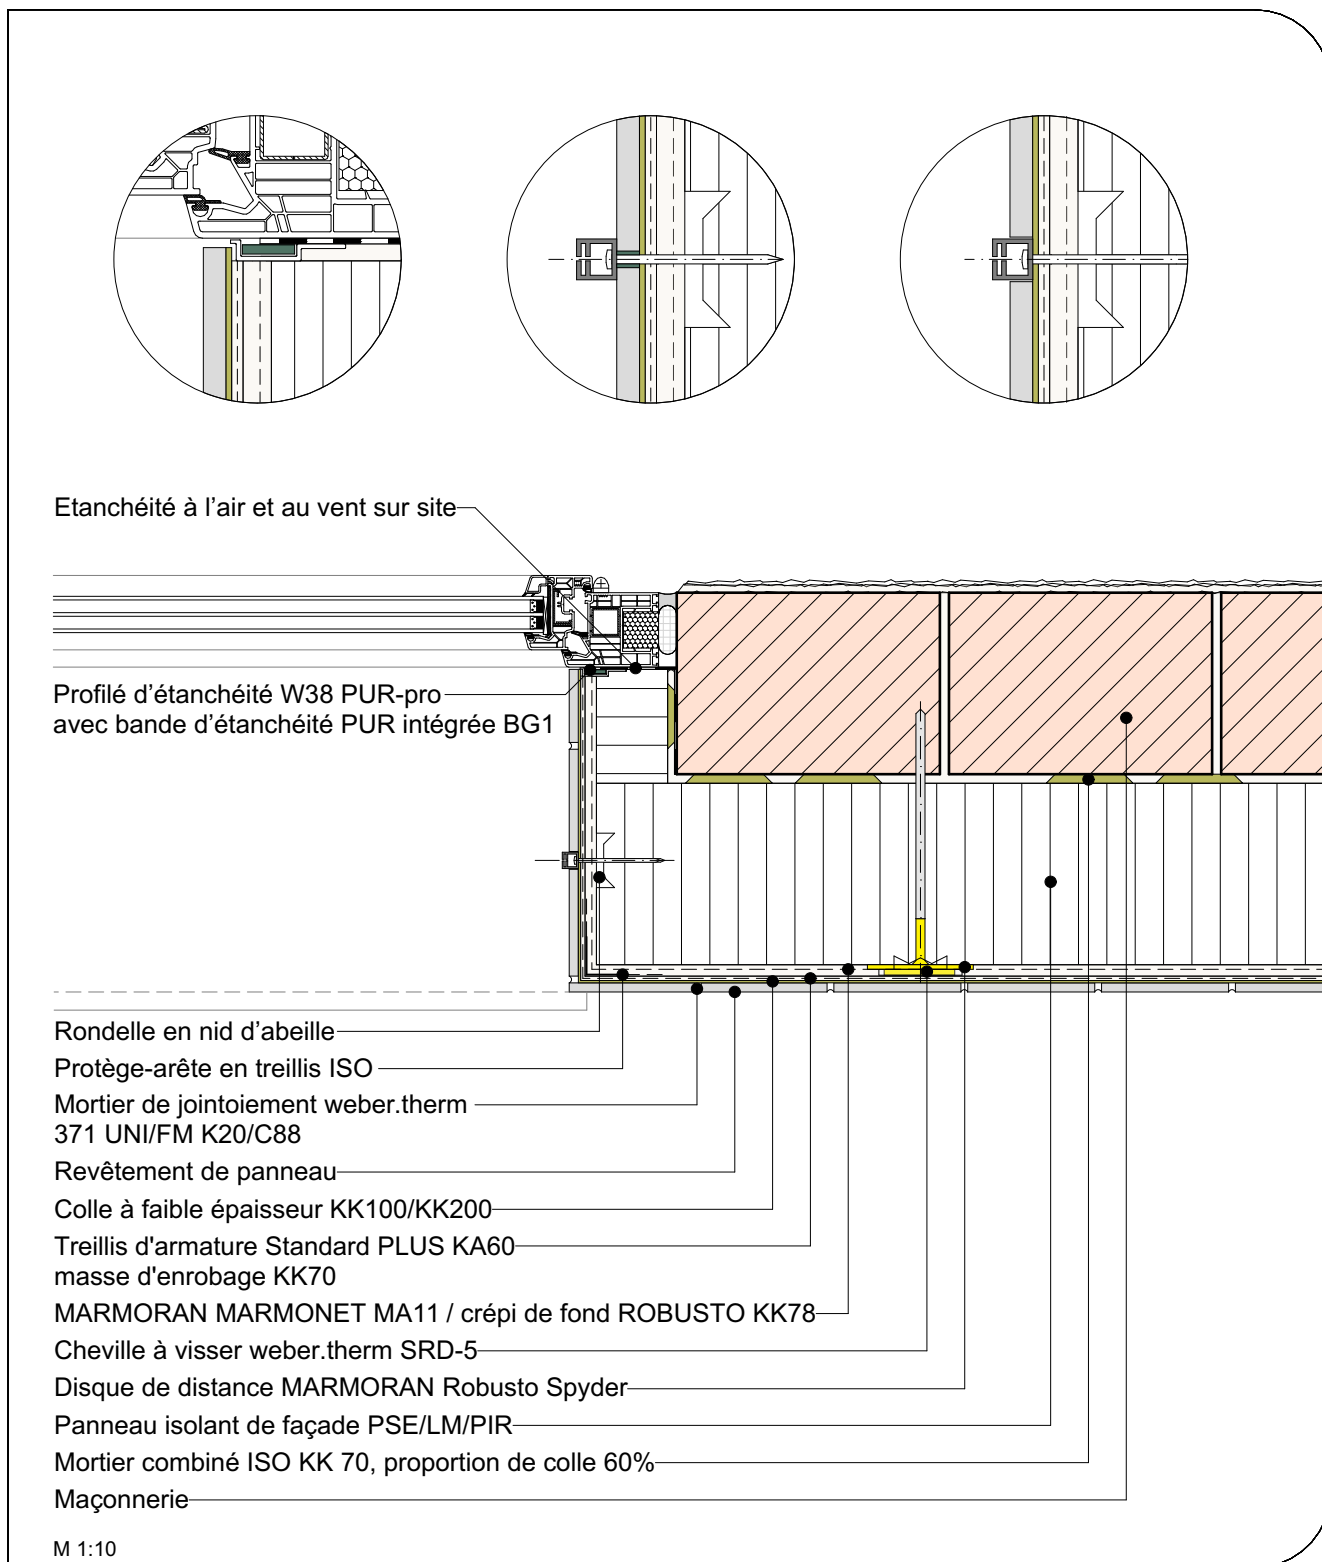 Etanchéité à l’air et au vent sur site
Profilé d’étanchéité W38 PUR-pro
avec bande d’étanchéité PUR intégrée BG1
Rondelle en nid d’abeille
Protège-arête en treillis ISO
Mortier de jointoiement weber.therm
371 UNI/FM K20/C88
Revêtement de panneau
Colle à faible épaisseur KK100/KK200
Treillis d'armature Standard PLUS KA60
masse d'enrobage KK70
MARMORAN MARMONET MA11 / crépi de fond ROBUSTO KK78
Cheville à visser weber.therm SRD-5
Disque de distance MARMORAN Robusto Spyder
Panneau isolant de façade PSE/LM/PIR
Mortier combiné ISO KK 70, proportion de colle 60%
Maçonnerie
M 1:10